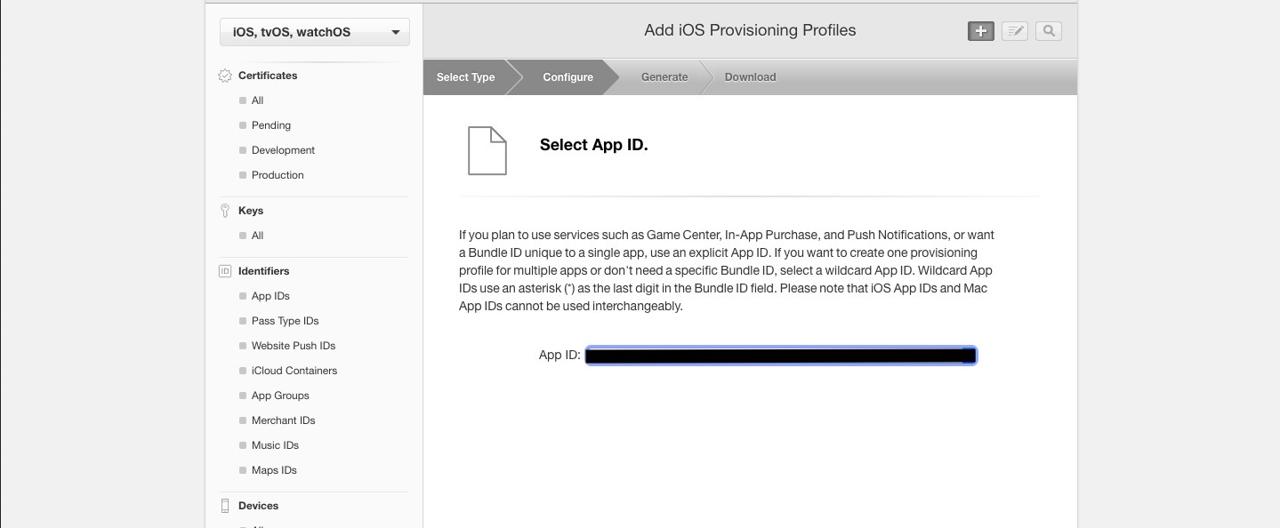 iOS, tvOS, watchOS
Certificates
All
Pending
Development
Production
Keys
All
Identifiers
App IDs
Pass Type IDs
Website Push IDs
iCloud Containers
App Groups
Merchant IDs
Music IDs
Maps IDs
Devices
Add iOS Provisioning Profiles
Select Type
Configure
Generate
Download
Select App ID.
If you plan to use services such as Game Center, In-App Purchase, and Push Notifications, or want
a Bundle ID unique to a single app, use an explicit App ID. If you want to create one provisioning
profile for multiple apps or don't need a specific Bundle ID, select a wildcard App ID. Wildcard App
IDs use an asterisk (*) as the last digit in the Bundle ID field. Please note that iOS App IDs and Mac
App IDs cannot be used interchangeably.
App ID: